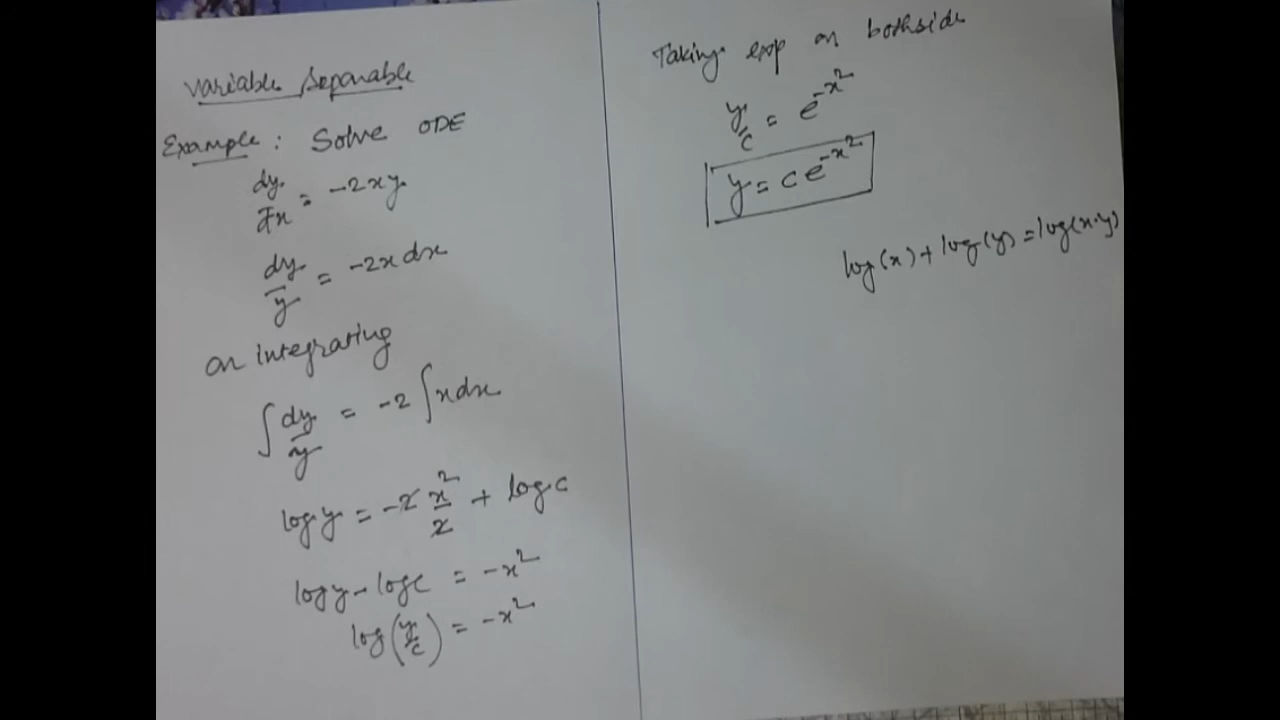 Variable Separable
Example : Solve ODE
dy/dx = -2xy
dy/y = -2x dx
on integrating
∫ dy/y = -2 ∫ x dx
log y = -2 x²/2 + log c
log y - log c = -x²
log(y/c) = -x²
Taking exp on bothside
y/c = e^-x²
y = c e^-x²
log(x) + log(y) = log(x.y)